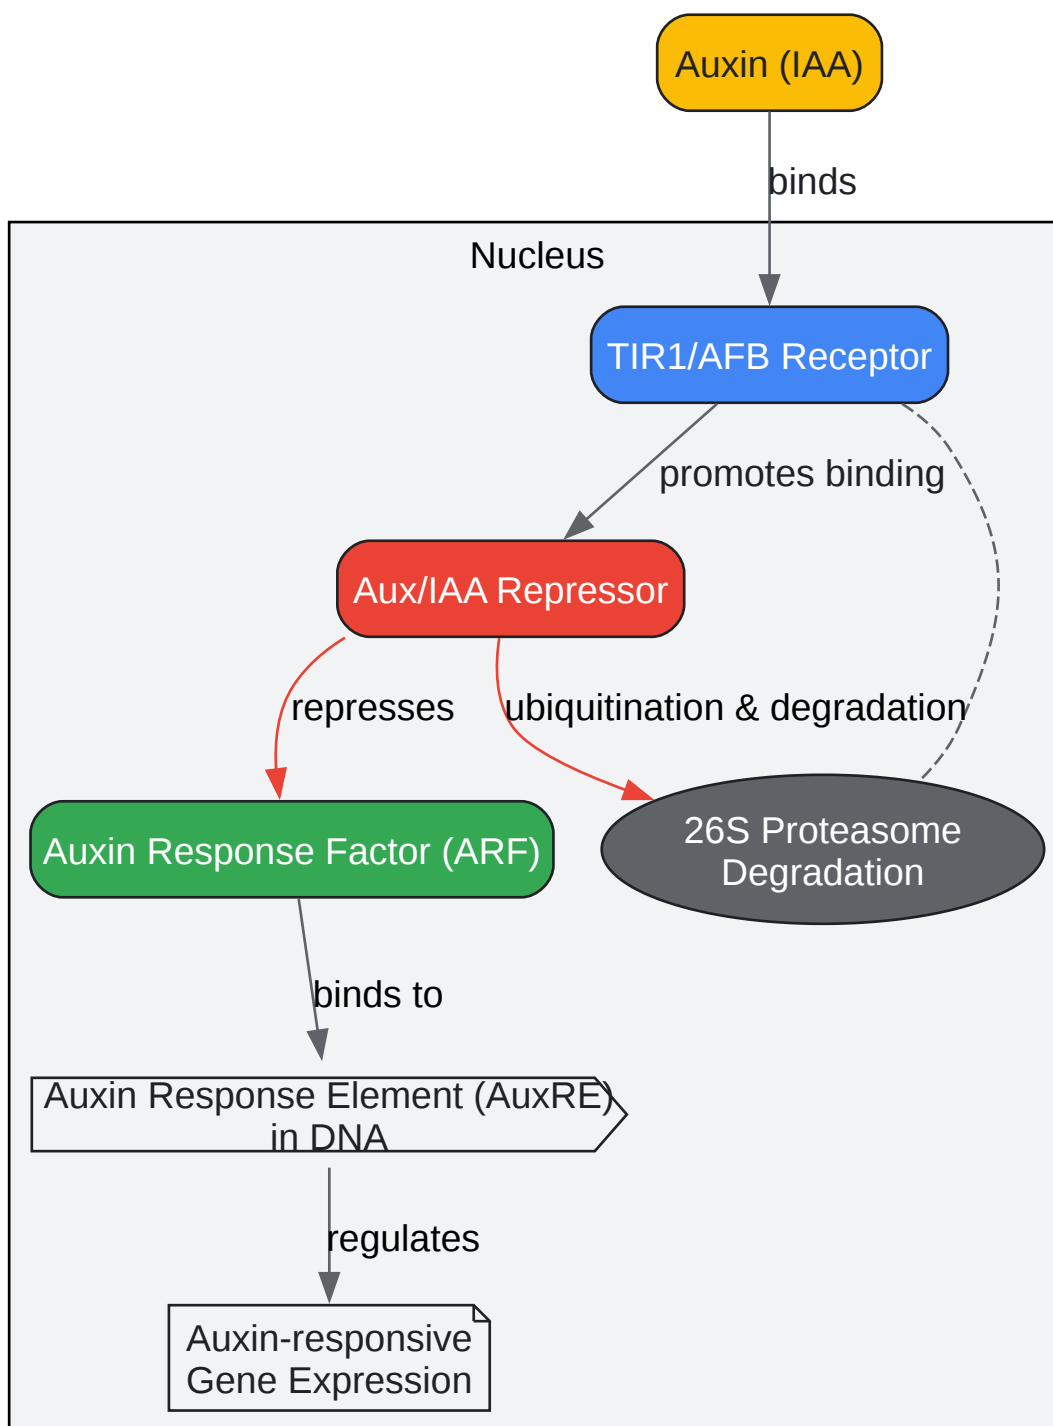 Auxin (IAA)
binds
Nucleus
TIR1/AFB Receptor
promotes binding
Aux/IAA Repressor
represses
ubiquitination & degradation
Auxin Response Factor (ARF)
26S Proteasome
Degradation
binds to
Auxin Response Element (AuxRE)
in DNA
regulates
Auxin-responsive
Gene Expression